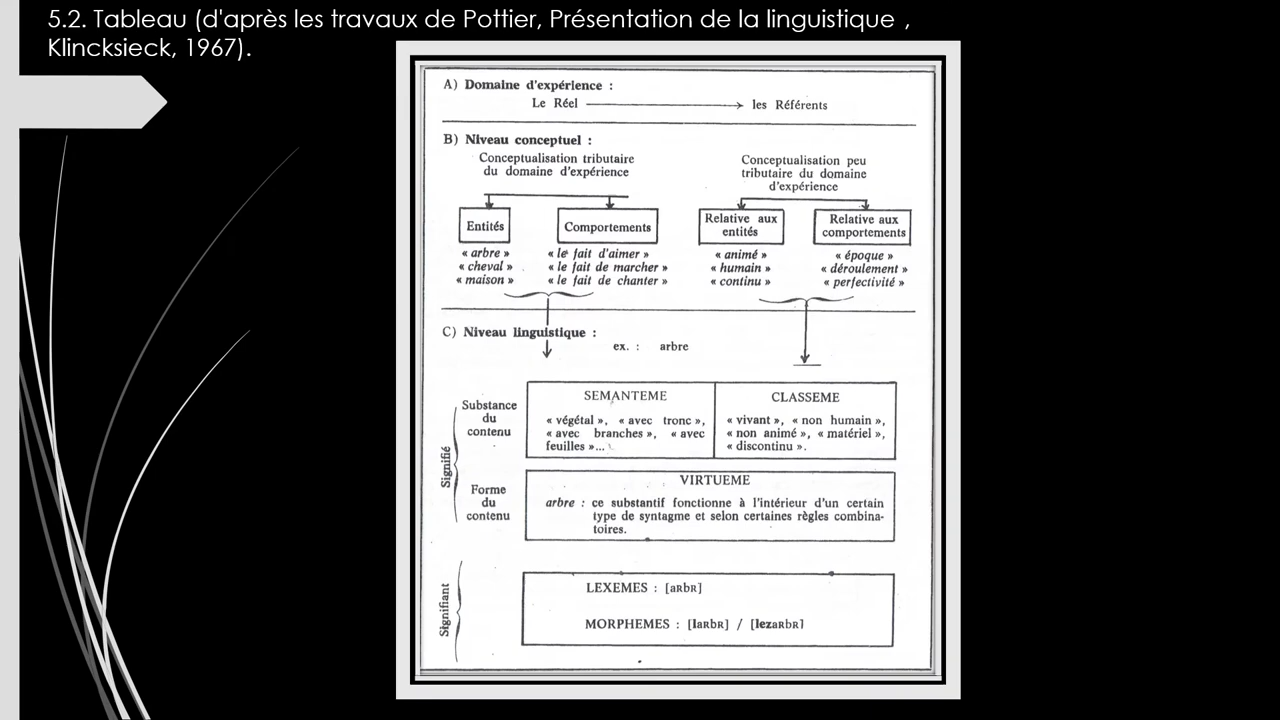 5.2. Tableau (d'après les travaux de Pottier, Présentation de la linguistique ,
Klincksieck, 1967).
A) Domaine d'expérience :
Le Réel les Référents
B) Niveau conceptuel :
Conceptualisation tributaire
du domaine d'expérience
Conceptualisation peu
tributaire du domaine
d'expérience
Entités
Comportements
Relative aux
entités
Relative aux
comportements
« arbre »
« cheval »
« maison »
« le fait d'aimer »
« le fait de marcher »
« le fait de chanter »
« animé »
« humain »
« continu »
« époque »
« déroulement »
« perfectivité »
C) Niveau linguistique :
ex. : arbre
Signifié
Substance
du
contenu
SEMANTEME
« végétal », « avec tronc »,
« avec branches », « avec
feuilles »...
CLASSEME
« vivant », « non humain »,
« non animé », « matériel »,
« discontinu ».
Forme
du
contenu
VIRTUEME
arbre : ce substantif fonctionne à l'intérieur d'un certain
type de syntagme et selon certaines règles combina-
toires.
Signifiant
LEXEMES : [aʀbʀ]
MORPHEMES : [laʀbʀ] / [lezaʀbʀ]